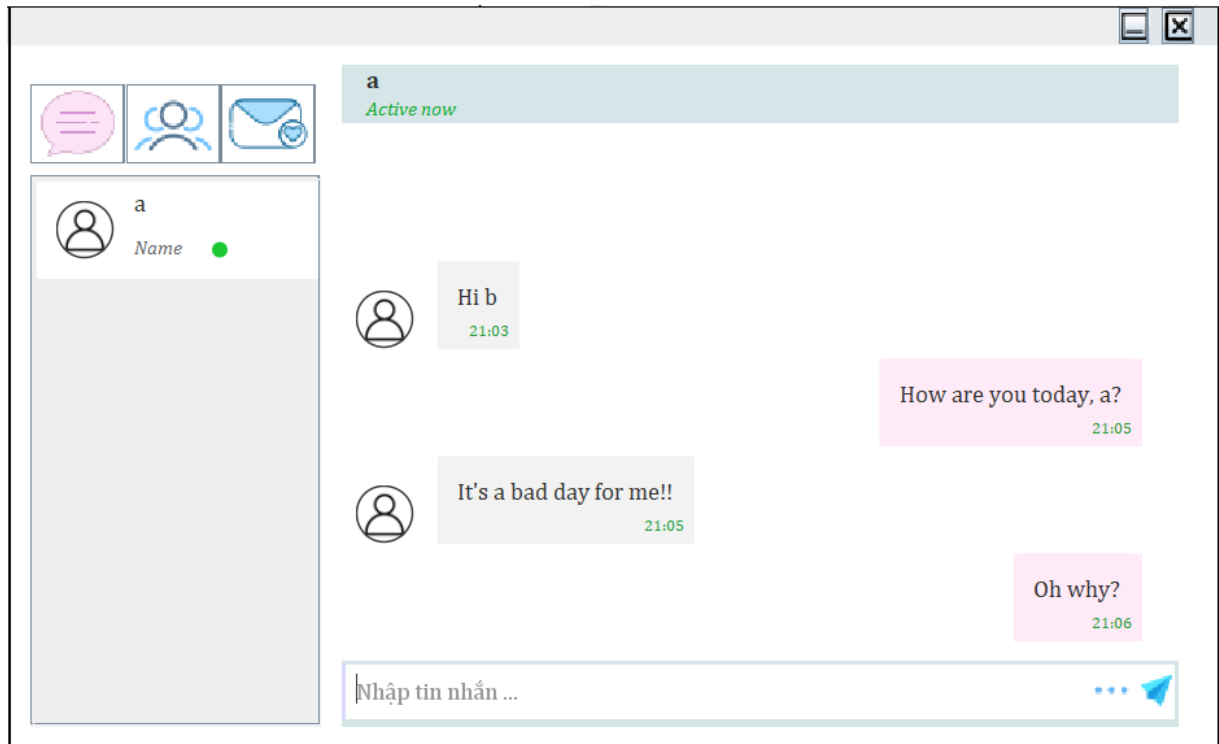 a
Active now
a
Name
Hi b
21:03
How are you today, a?
21:05
It's a bad day for me!!
21:05
Oh why?
21:06
Nhập tin nhắn ...